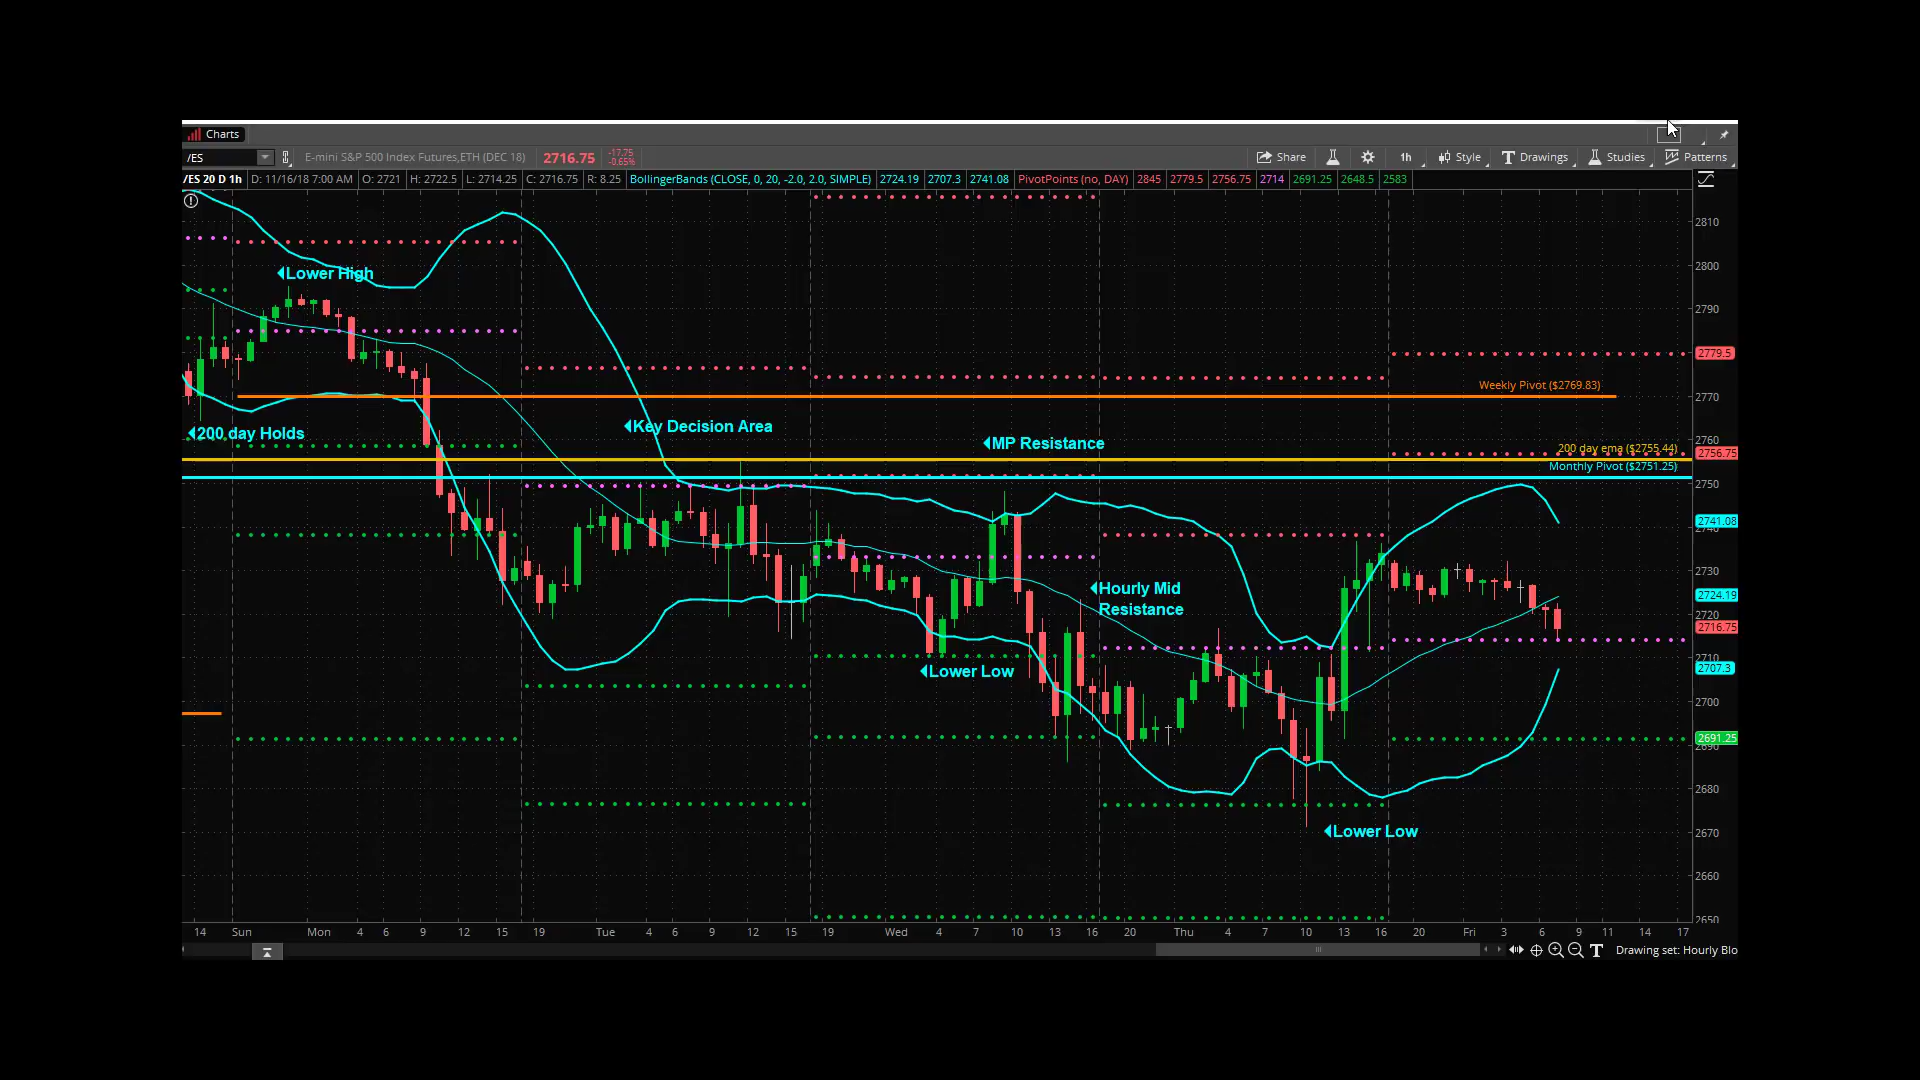 Charts
/ES
E-mini S&P 500 Index Futures,ETH (DEC 18)
2716.75
-17.75
-0.65%
Share
1h
Style
Drawings
Studies
Patterns
/ES 20 D 1h D: 11/16/18 7:00 AM O: 2721 H: 2722.5 L: 2714.25 C: 2716.75 R: 8.25 BollingerBands (CLOSE, 0, 20, -2.0, 2.0, SIMPLE) 2724.19 2707.3 2741.08 PivotPoints (no, DAY) 2845 2779.5 2756.75 2714 2691.25 2648.5 2583
2810
Lower High
2800
2790
2779.5
Weekly Pivot ($2769.83)
2770
Key Decision Area
200 day Holds
MP Resistance
2760
200 day ema ($2755.44)
2756.75
Monthly Pivot ($2751.25)
2750
2741.08
2730
Hourly Mid
Resistance
2724.19
2720
2716.75
2710
Lower Low
2707.3
2700
2691.25
2690
2680
Lower Low
2670
2660
2650
14 Sun Mon 4 6 9 12 15 19 Tue 4 6 9 12 15 19 Wed 4 7 10 13 16 20 Thu 4 7 10 13 16 20 Fri 3 6 9 11 14 17
Drawing set: Hourly Blo